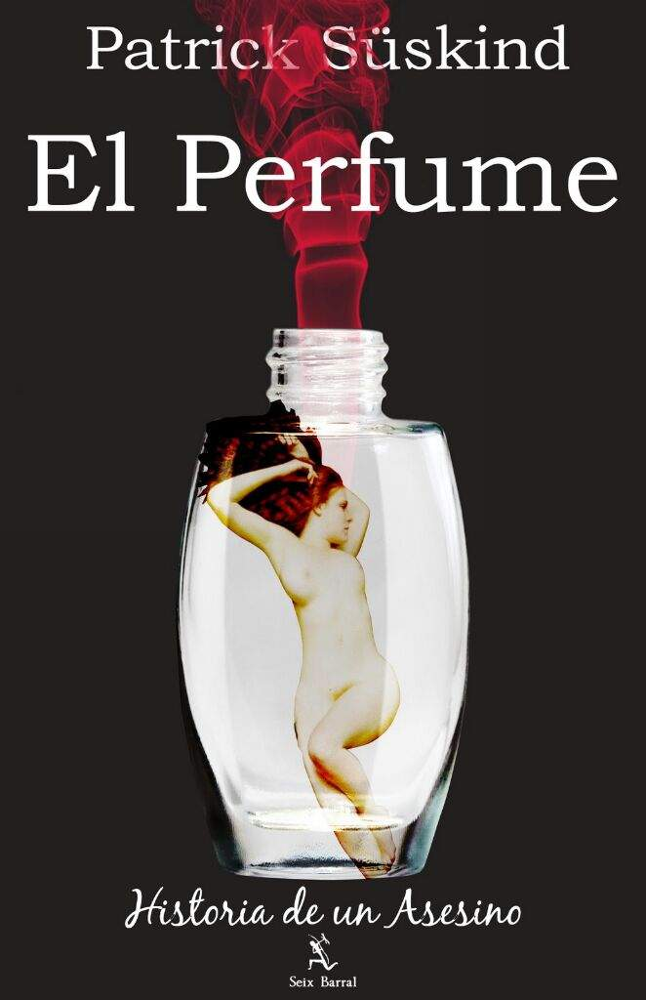 Patrick Süskind
El Perfume
Historia de un Asesino
Seix Barral